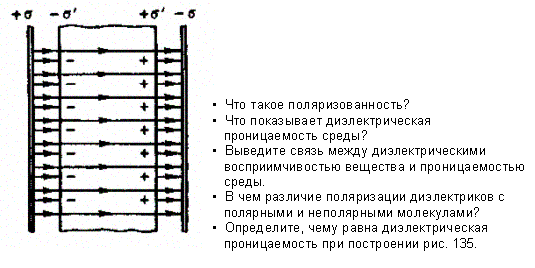 +σ −σ' +σ' −σ
− +
− +
− +
− +
− +
− +
− +
• Что такое поляризованность?
• Что показывает диэлектрическая
проницаемость среды?
• Выведите связь между диэлектрическими
восприимчивостью вещества и проницаемостью
среды.
• В чем различие поляризации диэлектриков с
полярными и неполярными молекулами?
• Определите, чему равна диэлектрическая
проницаемость при построении рис. 135.